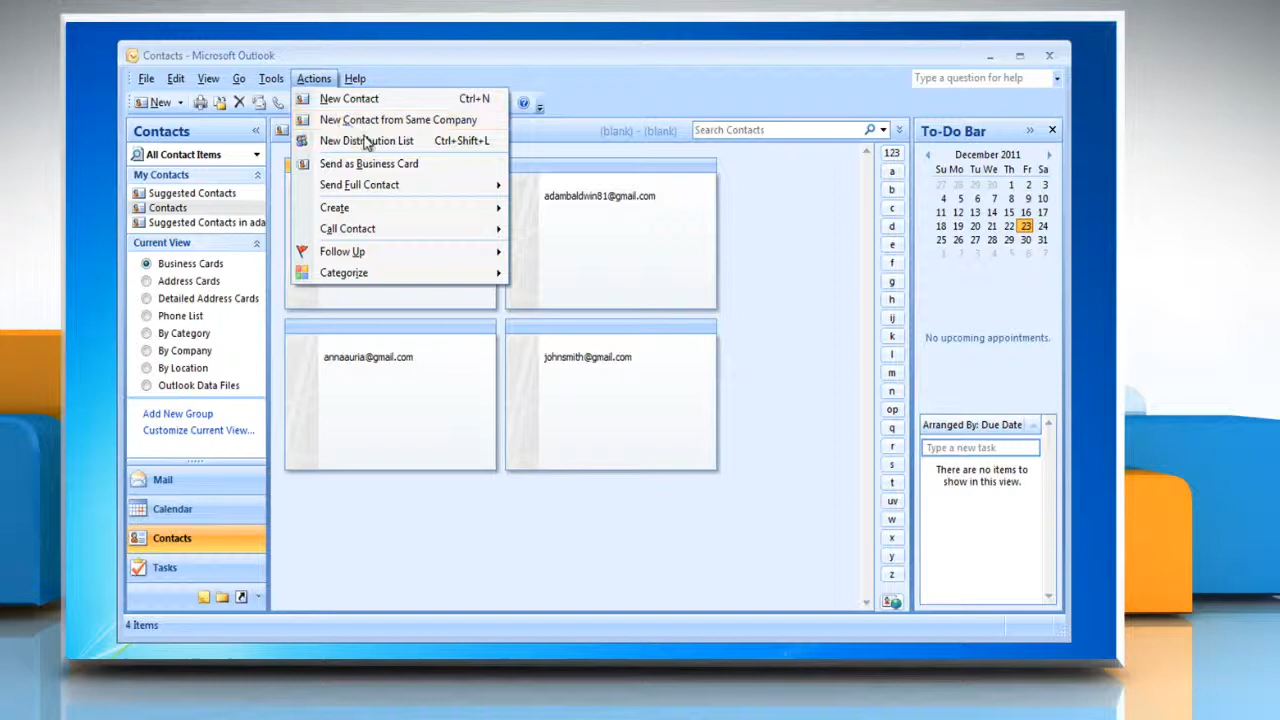 Contacts - Microsoft Outlook
File Edit View Go Tools Actions Help
Type a question for help
New
New Contact Ctrl+N
New Contact from Same Company
New Distribution List Ctrl+Shift+L
Send as Business Card
Send Full Contact
Create
Call Contact
Follow Up
Categorize
Contacts
All Contact Items
My Contacts
Suggested Contacts
Contacts
Suggested Contacts in ada
Current View
Business Cards
Address Cards
Detailed Address Cards
Phone List
By Category
By Company
By Location
Outlook Data Files
Add New Group
Customize Current View...
Mail
Calendar
Contacts
Tasks
(blank) - (blank)
Search Contacts
adambaldwin81@gmail.com
annaauria@gmail.com
johnsmith@gmail.com
123
a
b
c
d
e
f
g
h
ij
k
l
m
n
op
q
r
s
t
uv
w
x
y
z
To-Do Bar
December 2011
Su Mo Tu We Th Fr Sa
27 28 29 30 1 2 3
4 5 6 7 8 9 10
11 12 13 14 15 16 17
18 19 20 21 22 23 24
25 26 27 28 29 30 31
No upcoming appointments.
Arranged By: Due Date
Type a new task
There are no items to
show in this view.
4 Items